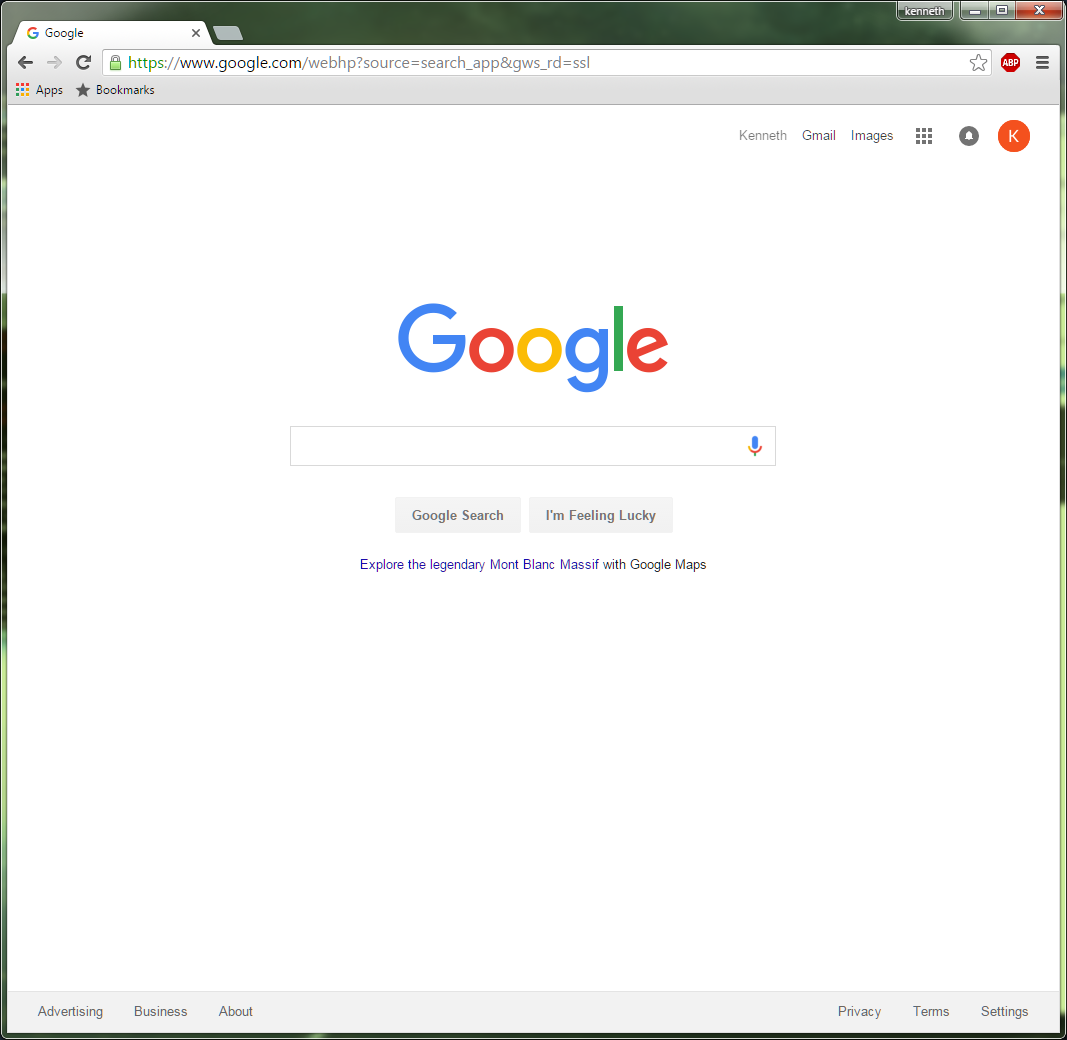 kenneth
Google
https://www.google.com/webhp?source=search_app&gws_rd=ssl
ABP
Apps Bookmarks
Kenneth Gmail Images K
Google
Google Search I'm Feeling Lucky
Explore the legendary Mont Blanc Massif with Google Maps
Advertising Business About Privacy Terms Settings